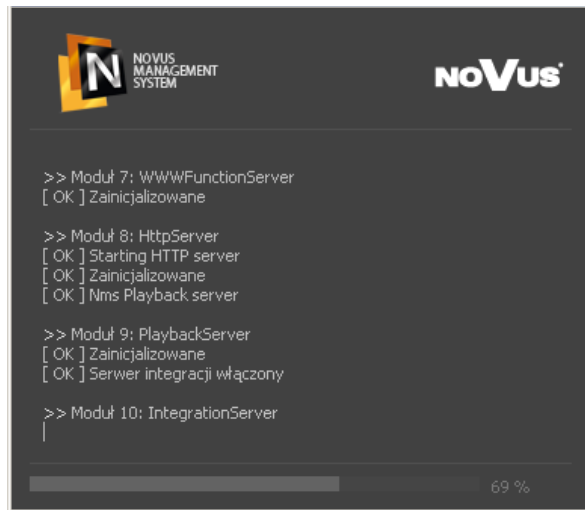 N
NOVUS
MANAGEMENT
SYSTEM
NOVUS
>> Moduł 7: WWWFunctionServer
[ OK ] Zainicjalizowane
>> Moduł 8: HttpServer
[ OK ] Starting HTTP server
[ OK ] Zainicjalizowane
[ OK ] Nms Playback server
>> Moduł 9: PlaybackServer
[ OK ] Zainicjalizowane
[ OK ] Serwer integracji włączony
>> Moduł 10: IntegrationServer
69 %